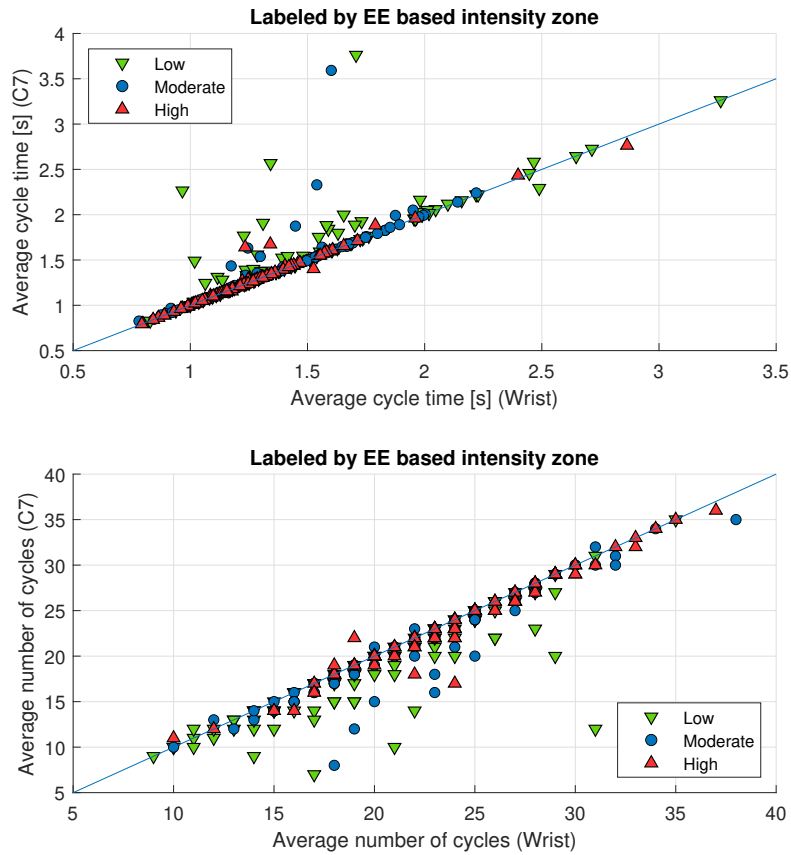 Labeled by EE based intensity zone
Average cycle time [s] (C7)
4
3.5
3
2.5
2
1.5
1
0.5
Low
Moderate
High
0.5 1 1.5 2 2.5 3 3.5
Average cycle time [s] (Wrist)
Labeled by EE based intensity zone
Average number of cycles (C7)
40
35
30
25
20
15
10
5
Low
Moderate
High
5 10 15 20 25 30 35 40
Average number of cycles (Wrist)